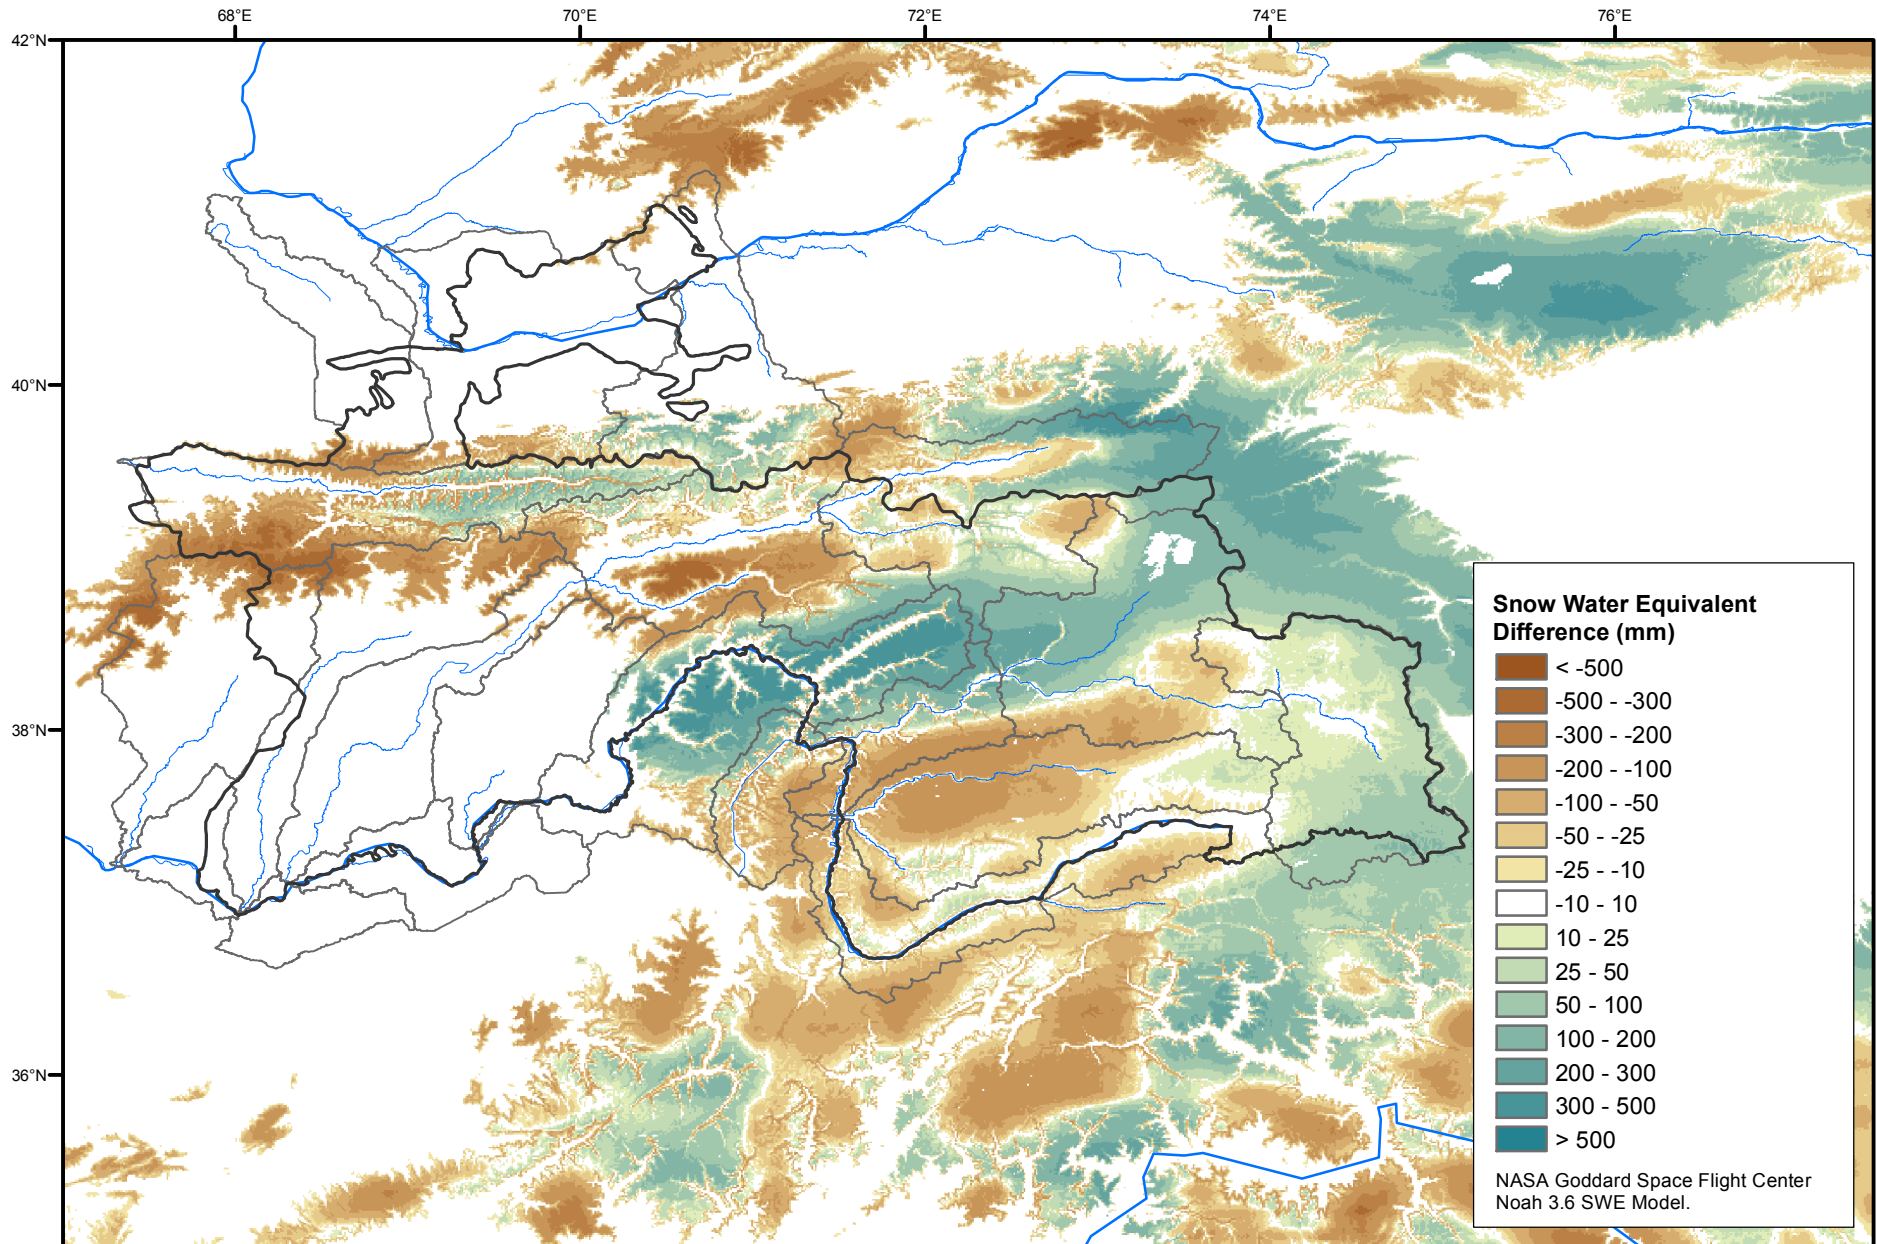 68°E 70°E 72°E 74°E 76°E
42°N
40°N
38°N
36°N
Snow Water Equivalent
Difference (mm)
< -500
-500 - -300
-300 - -200
-200 - -100
-100 - -50
-50 - -25
-25 - -10
-10 - 10
10 - 25
25 - 50
50 - 100
100 - 200
200 - 300
300 - 500
> 500
NASA Goddard Space Flight Center
Noah 3.6 SWE Model.